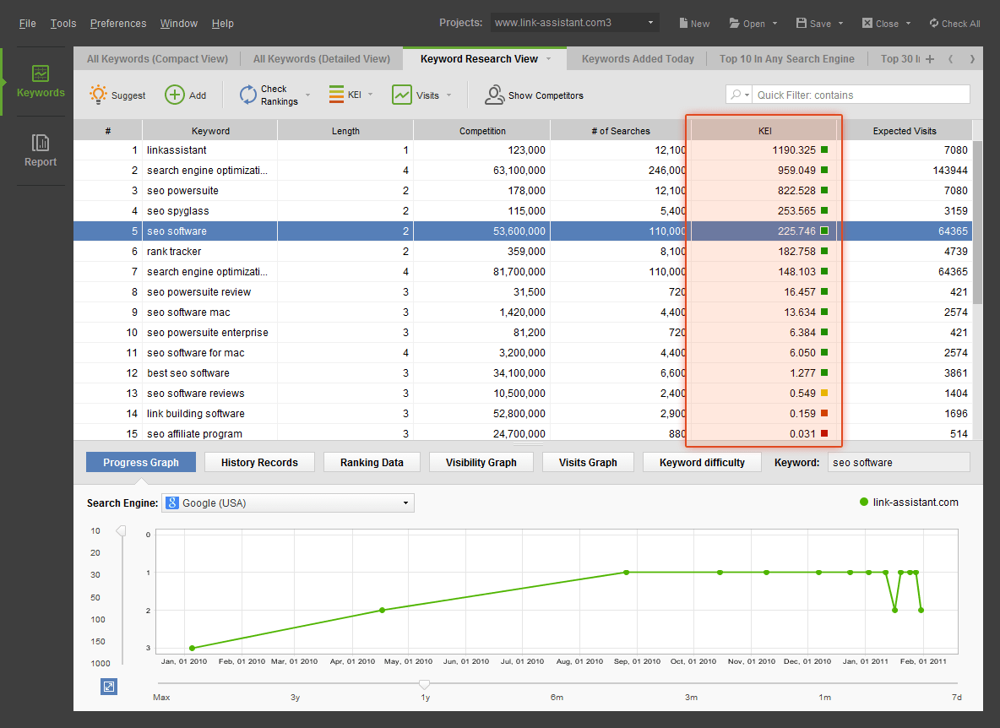 File Tools Preferences Window Help Projects: www.link-assistant.com3 New Open Save Close Check All
Keywords
Report
All Keywords (Compact View) All Keywords (Detailed View) Keyword Research View Keywords Added Today Top 10 In Any Search Engine Top 30 I
Suggest Add Check Rankings KEI Visits Show Competitors Quick Filter: contains
# Keyword Length Competition # of Searches KEI Expected Visits
1 linkassistant 1 123,000 12,100 1190.325 7080
2 search engine optimizati... 4 63,100,000 246,000 959.049 143944
3 seo powersuite 2 178,000 12,100 822.528 7080
4 seo spyglass 2 115,000 5,400 253.565 3159
5 seo software 2 53,600,000 110,000 225.746 64365
6 rank tracker 2 359,000 8,100 182.758 4739
7 search engine optimizati... 4 81,700,000 110,000 148.103 64365
8 seo powersuite review 3 31,500 720 16.457 421
9 seo software mac 3 1,420,000 4,400 13.634 2574
10 seo powersuite enterprise 3 81,200 720 6.384 421
11 seo software for mac 4 3,200,000 4,400 6.050 2574
12 best seo software 3 34,100,000 6,600 1.277 3861
13 seo software reviews 3 10,500,000 2,400 0.549 1404
14 link building software 3 52,800,000 2,900 0.159 1696
15 seo affiliate program 3 24,700,000 880 0.031 514
Progress Graph History Records Ranking Data Visibility Graph Visits Graph Keyword difficulty Keyword: seo software
Search Engine: 8 Google (USA) link-assistant.com
10
20
30
50
100
150
1000
0
1
2
3
Jan, 01 2010 Feb, 01 2010 Mar, 01 2010 Apr, 01 2010 May, 01 2010 Jun, 01 2010 Jul, 01 2010 Aug, 01 2010 Sep, 01 2010 Oct, 01 2010 Nov, 01 2010 Dec, 01 2010 Jan, 01 2011 Feb, 01 2011
Max 3y 1y 6m 3m 1m 7d